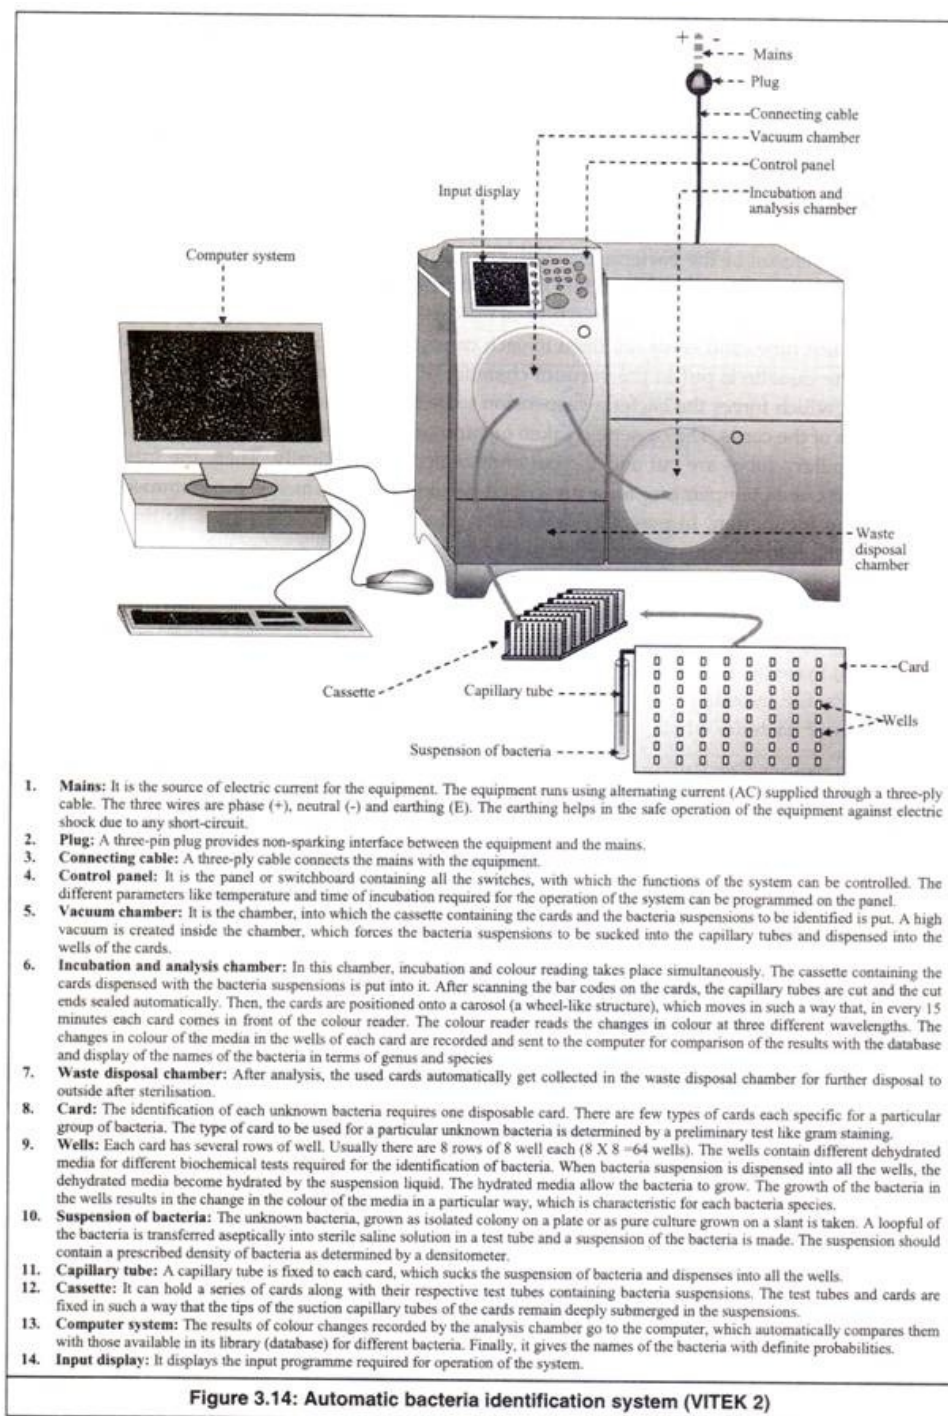 + -
Mains
Plug
Connecting cable
Vacuum chamber
Control panel
Input display
Incubation and
analysis chamber
Computer system
Waste
disposal
chamber
Card
Cassette
Capillary tube
Wells
Suspension of bacteria
1. Mains: It is the source of electric current for the equipment. The equipment runs using alternating current (AC) supplied through a three-ply
cable. The three wires are phase (+), neutral (-) and earthing (E). The earthing helps in the safe operation of the equipment against electric
shock due to any short-circuit.
2. Plug: A three-pin plug provides non-sparking interface between the equipment and the mains.
3. Connecting cable: A three-ply cable connects the mains with the equipment.
4. Control panel: It is the panel or switchboard containing all the switches, with which the functions of the system can be controlled. The
different parameters like temperature and time of incubation required for the operation of the system can be programmed on the panel.
5. Vacuum chamber: It is the chamber, into which the cassette containing the cards and the bacteria suspensions to be identified is put. A high
vacuum is created inside the chamber, which forces the bacteria suspensions to be sucked into the capillary tubes and dispensed into the
wells of the cards.
6. Incubation and analysis chamber: In this chamber, incubation and colour reading takes place simultaneously. The cassette containing the
cards dispensed with the bacteria suspensions is put into it. After scanning the bar codes on the cards, the capillary tubes are cut and the cut
ends sealed automatically. Then, the cards are positioned onto a carosol (a wheel-like structure), which moves in such a way that, in every 15
minutes each card comes in front of the colour reader. The colour reader reads the changes in colour at three different wavelengths. The
changes in colour of the media in the wells of each card are recorded and sent to the computer for comparison of the results with the database
and display of the names of the bacteria in terms of genus and species
7. Waste disposal chamber: After analysis, the used cards automatically get collected in the waste disposal chamber for further disposal to
outside after sterilisation.
8. Card: The identification of each unknown bacteria requires one disposable card. There are few types of cards each specific for a particular
group of bacteria. The type of card to be used for a particular unknown bacteria is determined by a preliminary test like gram staining.
9. Wells: Each card has several rows of well. Usually there are 8 rows of 8 well each (8 X 8 =64 wells). The wells contain different dehydrated
media for different biochemical tests required for the identification of bacteria. When bacteria suspension is dispensed into all the wells, the
dehydrated media become hydrated by the suspension liquid. The hydrated media allow the bacteria to grow. The growth of the bacteria in
the wells results in the change in the colour of the media in a particular way, which is characteristic for each bacteria species.
10. Suspension of bacteria: The unknown bacteria, grown as isolated colony on a plate or as pure culture grown on a slant is taken. A loopful of
the bacteria is transferred aseptically into sterile saline solution in a test tube and a suspension of the bacteria is made. The suspension should
contain a prescribed density of bacteria as determined by a densitometer.
11. Capillary tube: A capillary tube is fixed to each card, which sucks the suspension of bacteria and dispenses into all the wells.
12. Cassette: It can hold a series of cards along with their respective test tubes containing bacteria suspensions. The test tubes and cards are
fixed in such a way that the tips of the suction capillary tubes of the cards remain deeply submerged in the suspensions.
13. Computer system: The results of colour changes recorded by the analysis chamber go to the computer, which automatically compares them
with those available in its library (database) for different bacteria. Finally, it gives the names of the bacteria with definite probabilities.
14. Input display: It displays the input programme required for operation of the system.
Figure 3.14: Automatic bacteria identification system (VITEK 2)